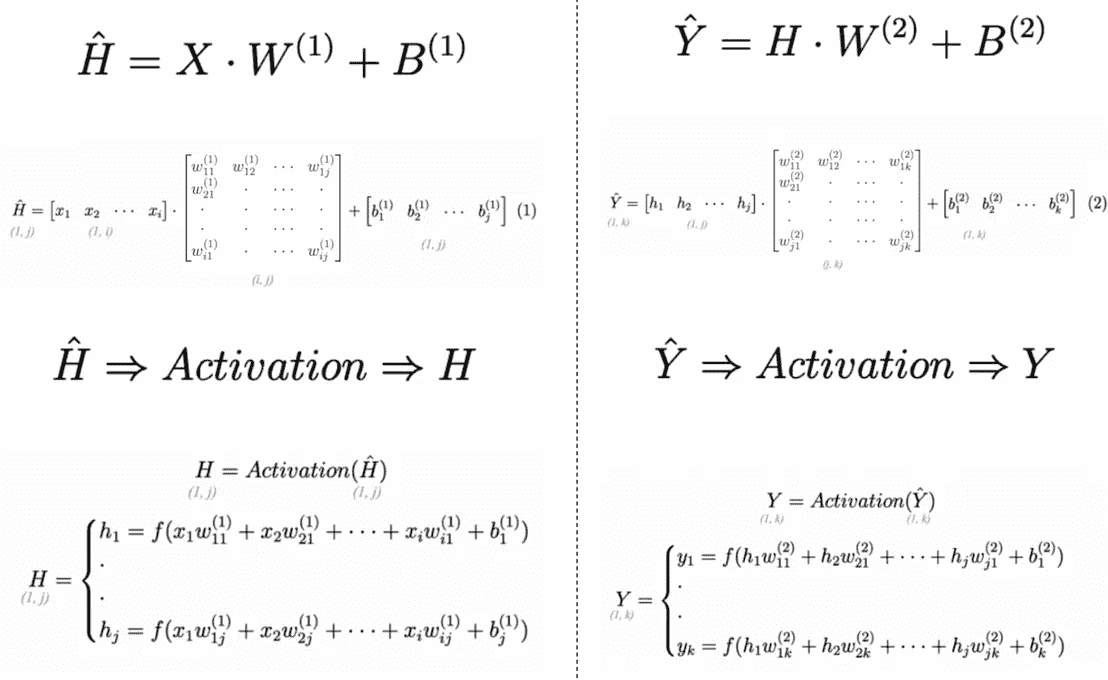 Ĥ = X · W^(1) + B^(1)
Ĥ = [x_1 x_2 ⋯ x_i] · [w_11^(1) w_12^(1) ⋯ w_1j^(1); w_21^(1) · ⋯ ·; · · ⋯ ·; · · ⋯ ·; w_i1^(1) · ⋯ w_ij^(1)] + [b_1^(1) b_2^(1) ⋯ b_j^(1)] (1)
(1, j) (1, i) (i, j) (1, j)
Ĥ ⇒ Activation ⇒ H
H = Activation(Ĥ)
(1, j) (1, j)
H = { h_1 = f(x_1w_11^(1) + x_2w_21^(1) + ⋯ + x_iw_i1^(1) + b_1^(1))
.
.
h_j = f(x_1w_1j^(1) + x_2w_2j^(1) + ⋯ + x_iw_ij^(1) + b_j^(1))
(1, j)
Ŷ = H · W^(2) + B^(2)
Ŷ = [h_1 h_2 ⋯ h_j] · [w_11^(2) w_12^(2) ⋯ w_1k^(2); w_21^(2) · ⋯ ·; · · ⋯ ·; · · ⋯ ·; w_j1^(2) · ⋯ w_jk^(2)] + [b_1^(2) b_2^(2) ⋯ b_k^(2)] (2)
(1, k) (1, j) (j, k) (1, k)
Ŷ ⇒ Activation ⇒ Y
Y = Activation(Ŷ)
(1, k) (1, k)
Y = { y_1 = f(h_1w_11^(2) + h_2w_21^(2) + ⋯ + h_jw_j1^(2) + b_1^(2))
.
.
y_k = f(h_1w_1k^(2) + h_2w_2k^(2) + ⋯ + h_jw_jk^(2) + b_k^(2))
(1, k)